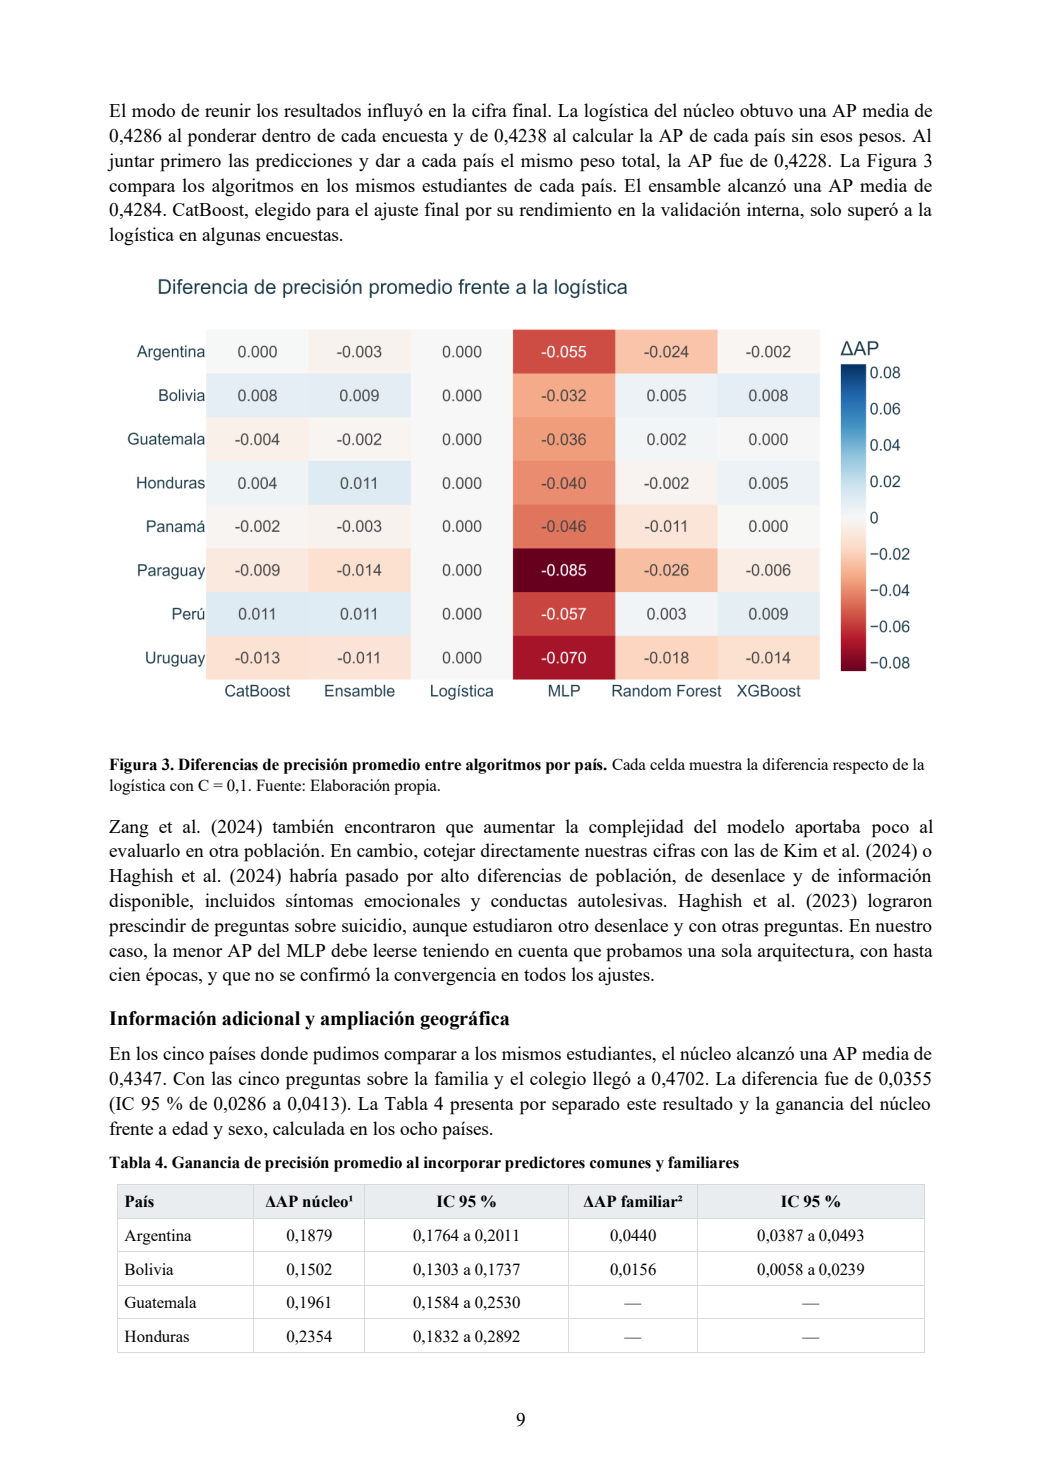 El modo de reunir los resultados influyó en la cifra final. La logística del núcleo obtuvo una AP media de
0,4286 al ponderar dentro de cada encuesta y de 0,4238 al calcular la AP de cada país sin esos pesos. Al
juntar primero las predicciones y dar a cada país el mismo peso total, la AP fue de 0,4228. La Figura 3
compara los algoritmos en los mismos estudiantes de cada país. El ensamble alcanzó una AP media de
0,4284. CatBoost, elegido para el ajuste final por su rendimiento en la validación interna, solo superó a la
logística en algunas encuestas.
Diferencia de precisión promedio frente a la logística
Argentina 0.000 -0.003 0.000 -0.055 -0.024 -0.002
Bolivia 0.008 0.009 0.000 -0.032 0.005 0.008
Guatemala -0.004 -0.002 0.000 -0.036 0.002 0.000
Honduras 0.004 0.011 0.000 -0.040 -0.002 0.005
Panamá -0.002 -0.003 0.000 -0.046 -0.011 0.000
Paraguay -0.009 -0.014 0.000 -0.085 -0.026 -0.006
Perú 0.011 0.011 0.000 -0.057 0.003 0.009
Uruguay -0.013 -0.011 0.000 -0.070 -0.018 -0.014
CatBoost Ensamble Logística MLP Random Forest XGBoost
ΔAP
0.08
0.06
0.04
0.02
0
−0.02
−0.04
−0.06
−0.08
Figura 3. Diferencias de precisión promedio entre algoritmos por país. Cada celda muestra la diferencia respecto de la
logística con C = 0,1. Fuente: Elaboración propia.
Zang et al. (2024) también encontraron que aumentar la complejidad del modelo aportaba poco al
evaluarlo en otra población. En cambio, cotejar directamente nuestras cifras con las de Kim et al. (2024) o
Haghish et al. (2024) habría pasado por alto diferencias de población, de desenlace y de información
disponible, incluidos síntomas emocionales y conductas autolesivas. Haghish et al. (2023) lograron
prescindir de preguntas sobre suicidio, aunque estudiaron otro desenlace y con otras preguntas. En nuestro
caso, la menor AP del MLP debe leerse teniendo en cuenta que probamos una sola arquitectura, con hasta
cien épocas, y que no se confirmó la convergencia en todos los ajustes.
Información adicional y ampliación geográfica
En los cinco países donde pudimos comparar a los mismos estudiantes, el núcleo alcanzó una AP media de
0,4347. Con las cinco preguntas sobre la familia y el colegio llegó a 0,4702. La diferencia fue de 0,0355
(IC 95 % de 0,0286 a 0,0413). La Tabla 4 presenta por separado este resultado y la ganancia del núcleo
frente a edad y sexo, calculada en los ocho países.
Tabla 4. Ganancia de precisión promedio al incorporar predictores comunes y familiares
País ΔAP núcleo¹ IC 95 % ΔAP familiar² IC 95 %
Argentina 0,1879 0,1764 a 0,2011 0,0440 0,0387 a 0,0493
Bolivia 0,1502 0,1303 a 0,1737 0,0156 0,0058 a 0,0239
Guatemala 0,1961 0,1584 a 0,2530 — —
Honduras 0,2354 0,1832 a 0,2892 — —
9